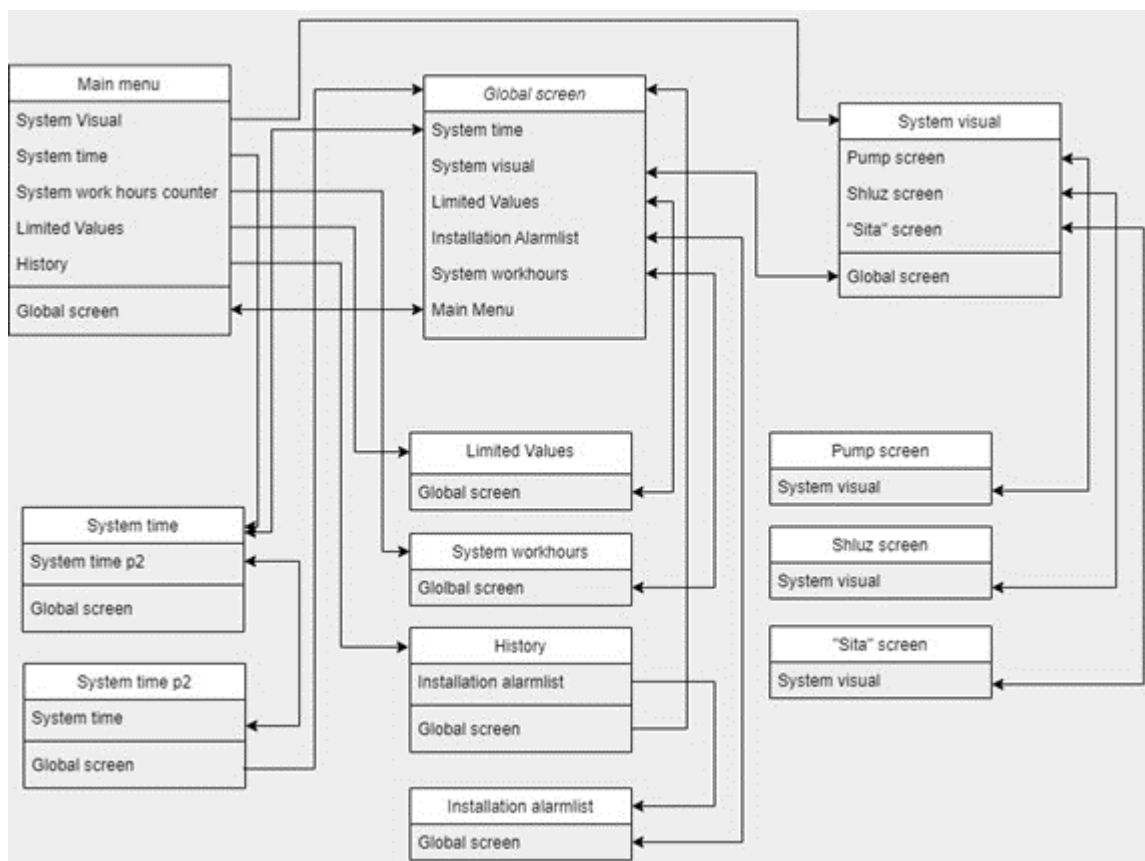 Main menu
System Visual
System time
System work hours counter
Limited Values
History
Global screen
Global screen
System time
System visual
Limited Values
Installation Alarmlist
System workhours
Main Menu
System visual
Pump screen
Shluz screen
"Sita" screen
Global screen
Limited Values
Global screen
System workhours
Glolbal screen
History
Installation alarmlist
Global screen
Installation alarmlist
Global screen
System time
System time p2
Global screen
System time p2
System time
Global screen
Pump screen
System visual
Shluz screen
System visual
"Sita" screen
System visual